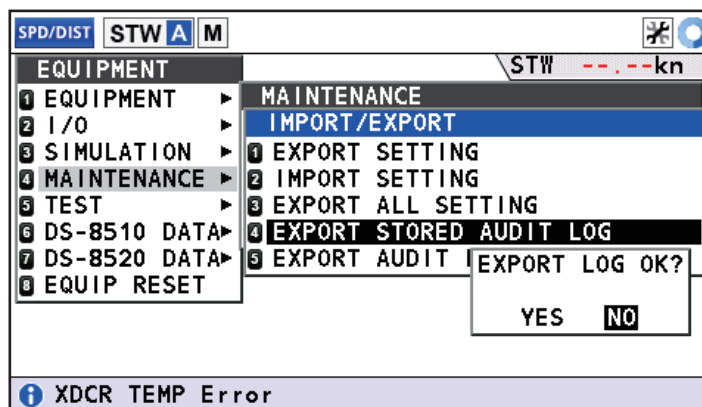 SPD/DIST STW A M
STW --.--kn
EQUIPMENT
1 EQUIPMENT ▶
2 I/O ▶
3 SIMULATION ▶
4 MAINTENANCE ▶
5 TEST ▶
6 DS-8510 DATA▶
7 DS-8520 DATA▶
8 EQUIP RESET
MAINTENANCE
IMPORT/EXPORT
1 EXPORT SETTING
2 IMPORT SETTING
3 EXPORT ALL SETTING
4 EXPORT STORED AUDIT LOG
5 EXPORT AUDIT
EXPORT LOG OK?
YES NO
XDCR TEMP Error